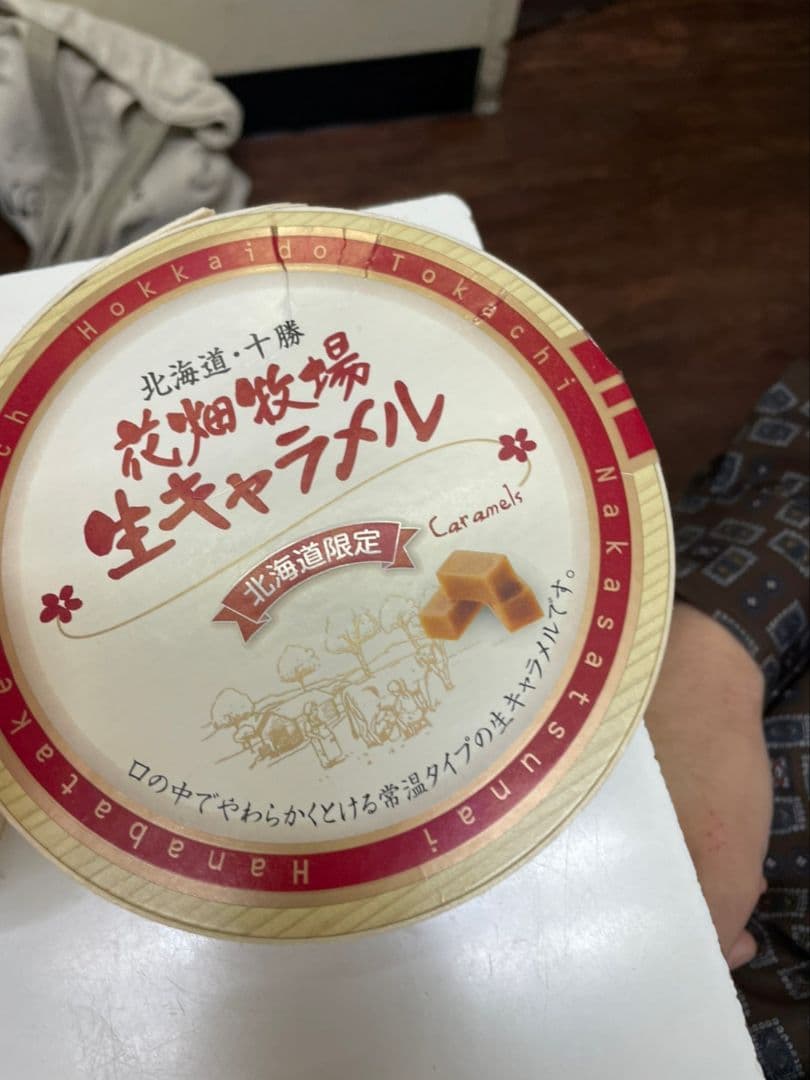 Hokkaido Tokachi
Nakasatsunai
Hanabatake
ch
北海道・十勝
花畑牧場
生キャラメル
Caramels
北海道限定
口の中でやわらかくとける常温タイプの生キャラメルです。